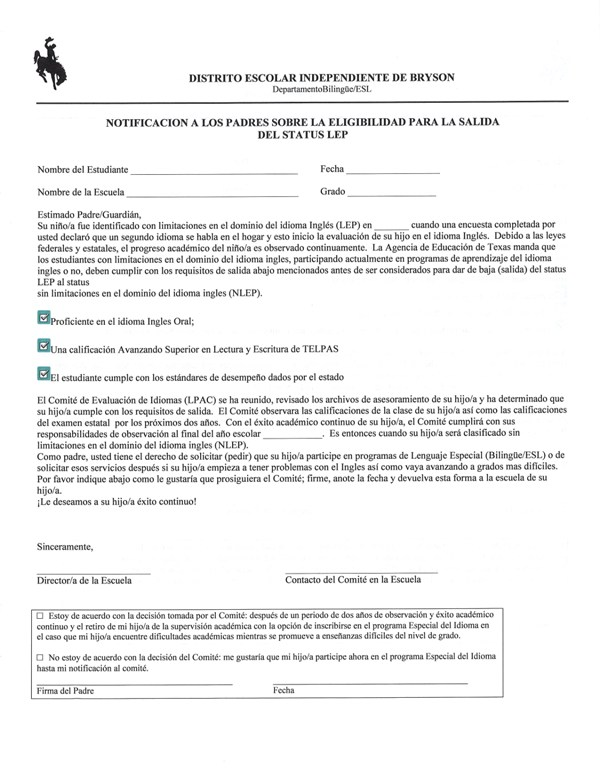 DISTRITO ESCOLAR INDEPENDIENTE DE BRYSON
DepartamentoBilingüe/ESL
NOTIFICACION A LOS PADRES SOBRE LA ELIGIBILIDAD PARA LA SALIDA
DEL STATUS LEP
Nombre del Estudiante ____________________ Fecha ____________________
Nombre de la Escuela ____________________ Grado ____________________
Estimado Padre/Guardián,
Su niño/a fue identificado con limitaciones en el dominio del idioma Inglés (LEP) en _______ cuando una encuesta completada por
usted declaró que un segundo idioma se habla en el hogar y esto inicio la evaluación de su hijo en el idioma Inglés. Debido a las leyes
federales y estatales, el progreso académico del niño/a es observado continuamente. La Agencia de Educación de Texas manda que
los estudiantes con limitaciones en el dominio del idioma ingles, participando actualmente en programas de aprendizaje del idioma
ingles o no, deben cumplir con los requisitos de salida abajo mencionados antes de ser considerados para dar de baja (salida) del status
LEP al status
sin limitaciones en el dominio del idioma ingles (NLEP).
Proficiente en el idioma Ingles Oral;
Una calificación Avanzando Superior en Lectura y Escritura de TELPAS
El estudiante cumple con los estándares de desempeño dados por el estado
El Comité de Evaluación de Idiomas (LPAC) se ha reunido, revisado los archivos de asesoramiento de su hijo/a y ha determinado que
su hijo/a cumple con los requisitos de salida. El Comité observara las calificaciones de la clase de su hijo/a así como las calificaciones
del examen estatal por los próximos dos años. Con el éxito académico continuo de su hijo/a, el Comité cumplirá con sus
responsabilidades de observación al final del año escolar ____________. Es entonces cuando su hijo/a será clasificado sin
limitaciones en el dominio del idioma ingles (NLEP).
Como padre, usted tiene el derecho de solicitar (pedir) que su hijo/a participe en programas de Lenguaje Especial (Bilingüe/ESL) o de
solicitar esos servicios después si su hijo/a empieza a tener problemas con el Ingles así como vaya avanzando a grados mas difíciles.
Por favor indique abajo como le gustaría que prosiguiera el Comité; firme, anote la fecha y devuelva esta forma a la escuela de su
hijo/a.
¡Le deseamos a su hijo/a éxito continuo!
Sinceramente,
Director/a de la Escuela Contacto del Comité en la Escuela
☐ Estoy de acuerdo con la decisión tomada por el Comité: después de un periodo de dos años de observación y éxito académico
continuo y el retiro de mi hijo/a de la supervisión académica con la opción de inscribirse en el programa Especial del Idioma en
el caso que mi hijo/a encuentre dificultades académicas mientras se promueve a enseñanzas difíciles del nivel de grado.
☐ No estoy de acuerdo con la decisión del Comité: me gustaría que mi hijo/a participe ahora en el programa Especial del Idioma
hasta mi notificación al comité.
Firma del Padre Fecha